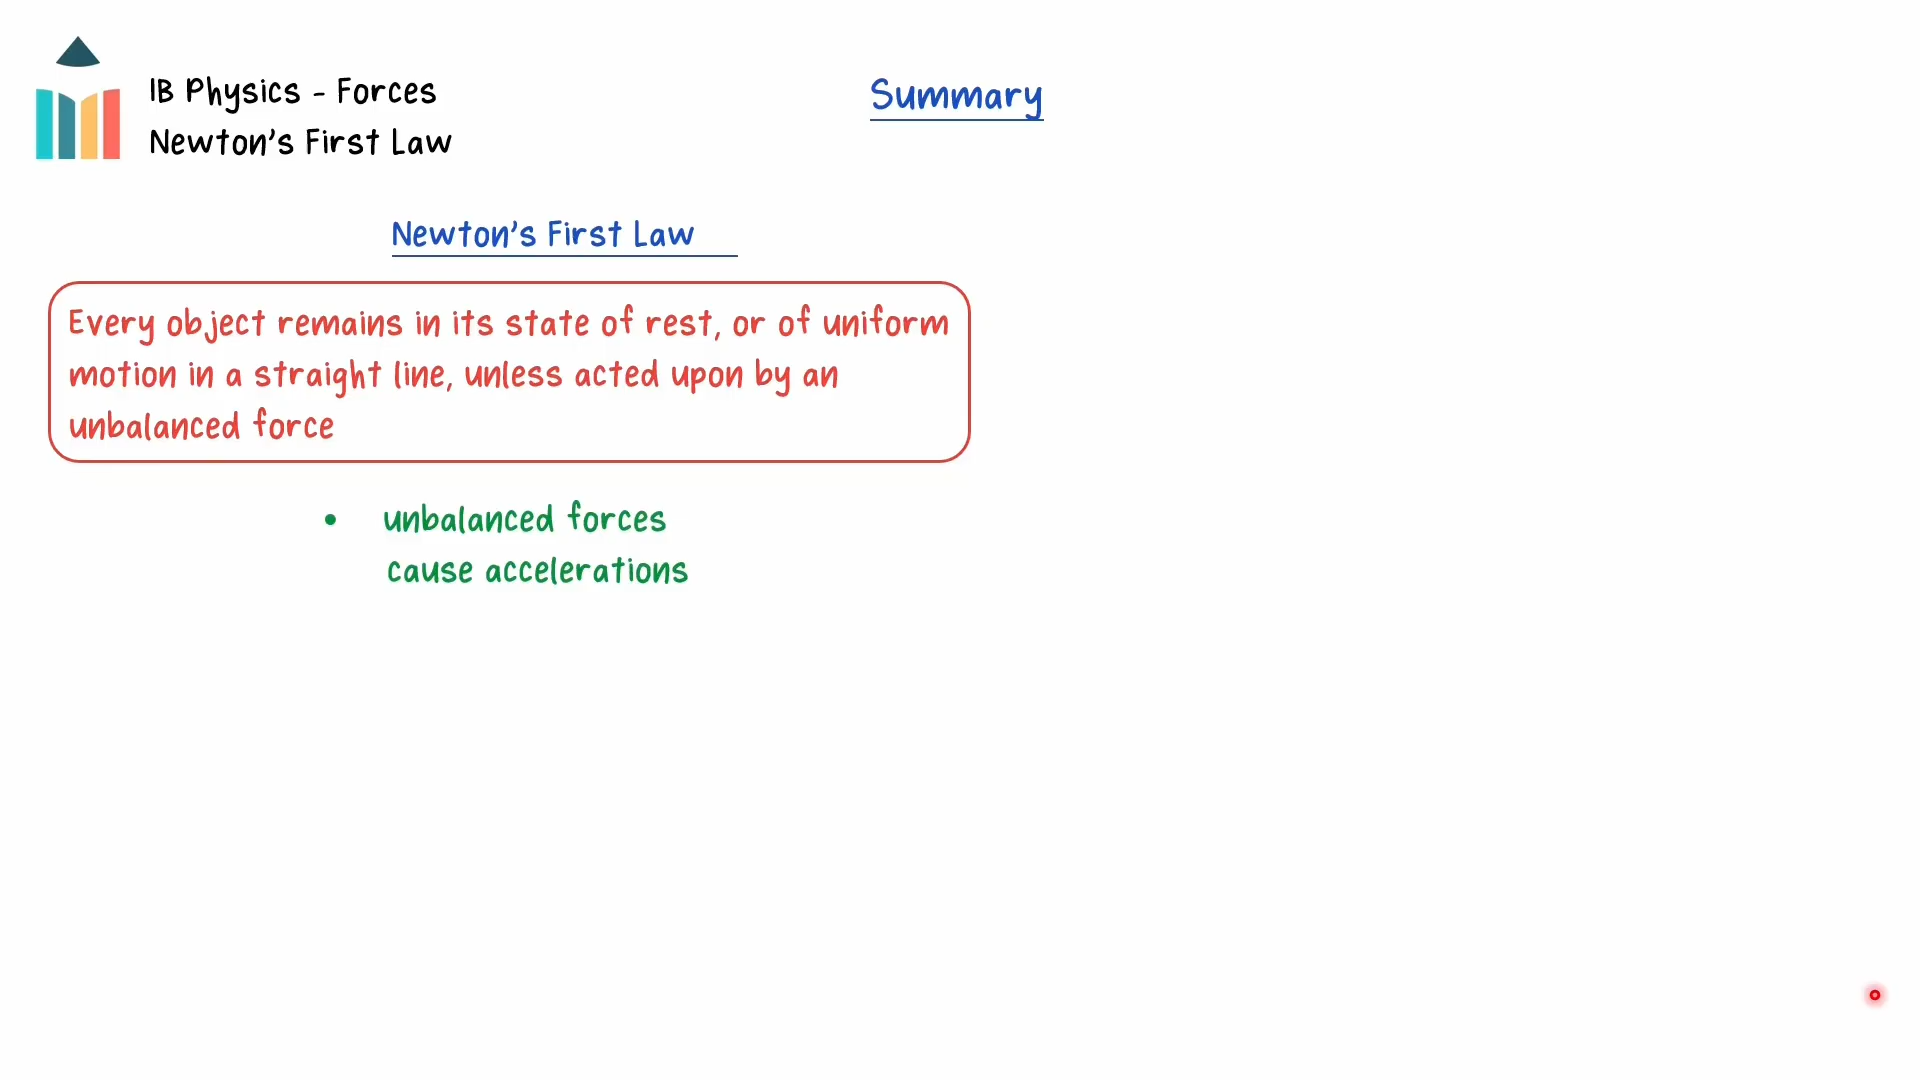 IB Physics - Forces
Newton's First Law
Summary
Newton's First Law
Every object remains in its state of rest, or of uniform
motion in a straight line, unless acted upon by an
unbalanced force
• unbalanced forces
cause accelerations